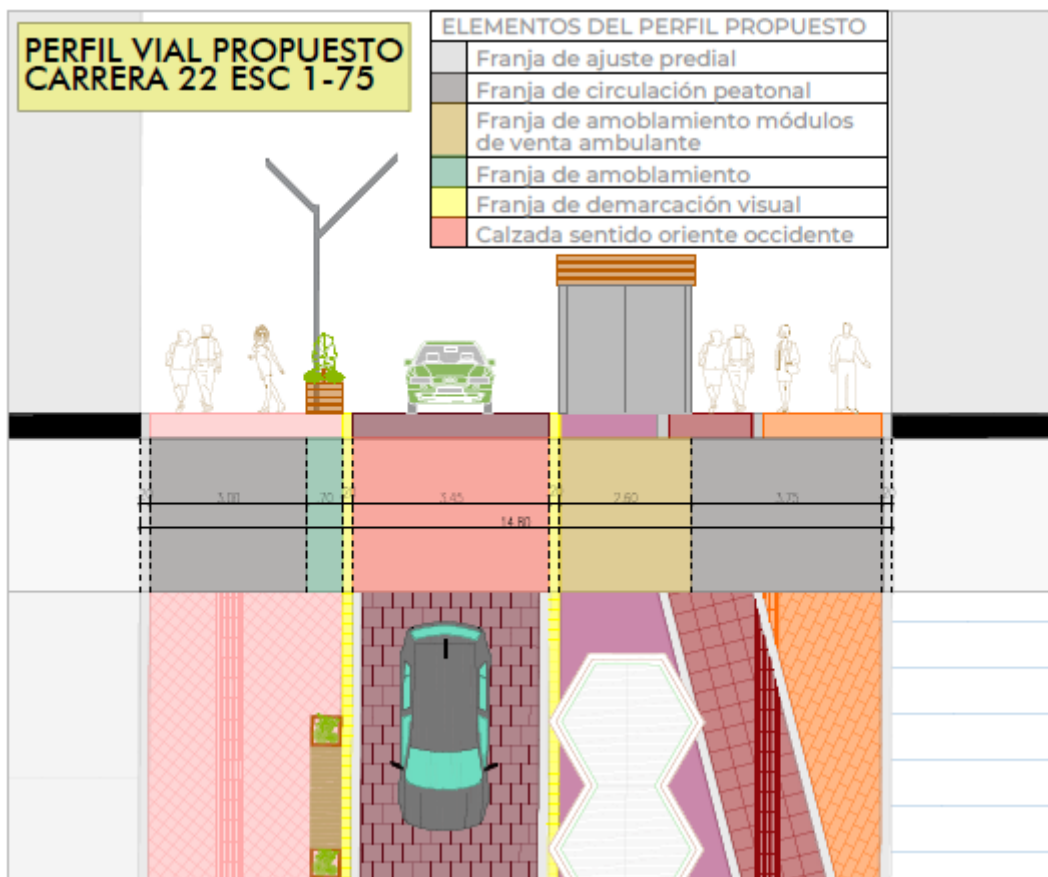 PERFIL VIAL PROPUESTO
CARRERA 22 ESC 1-75
ELEMENTOS DEL PERFIL PROPUESTO
Franja de ajuste predial
Franja de circulación peatonal
Franja de amoblamiento módulos
de venta ambulante
Franja de amoblamiento
Franja de demarcación visual
Calzada sentido oriente occidente
3.00 .70 3.45 2.60 3.75
14.80